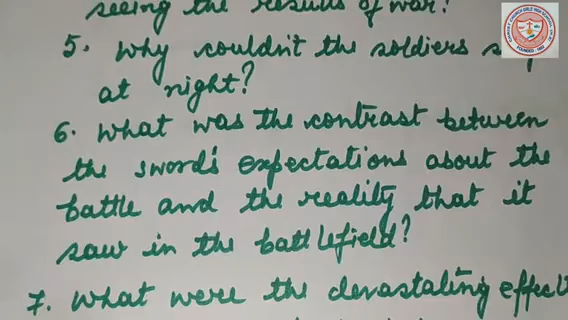 seeing the results of war?
5. Why couldn't the soldiers
at night?
6. What was the contrast between
the sword's expectations about the
battle and the reality that it
saw in the battlefield?
7. What were the devastating effect